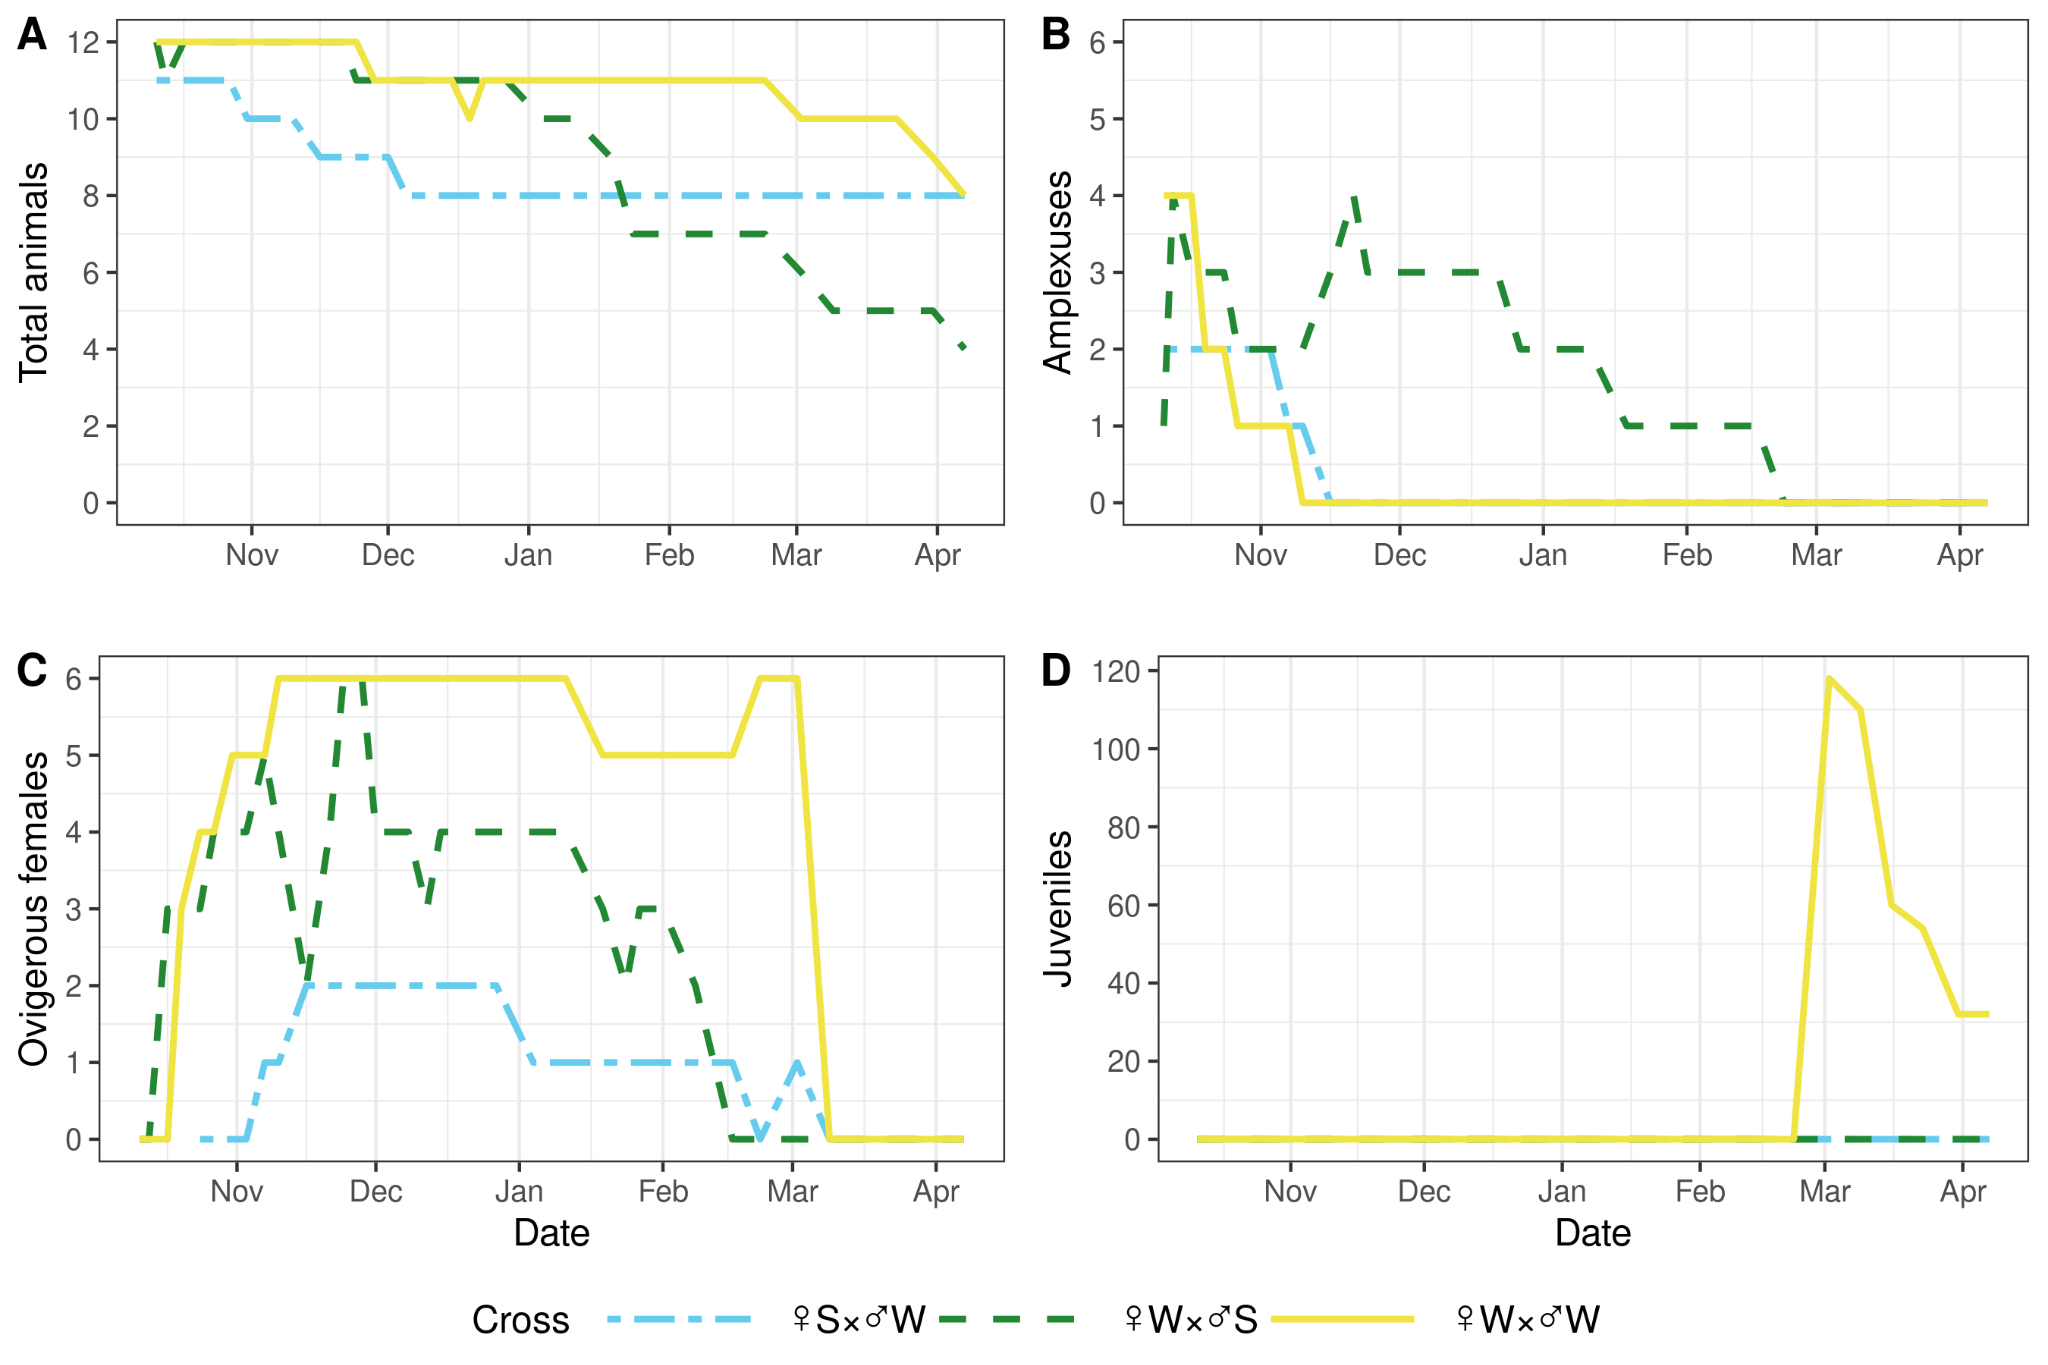 A
Total animals
12
10
8
6
4
2
0
Nov Dec Jan Feb Mar Apr
B
Amplexuses
6
5
4
3
2
1
0
Nov Dec Jan Feb Mar Apr
C
Ovigerous females
6
5
4
3
2
1
0
Nov Dec Jan Feb Mar Apr
Date
D
Juveniles
120
100
80
60
40
20
0
Nov Dec Jan Feb Mar Apr
Date
Cross ♀S×♂W ♀W×♂S ♀W×♂W